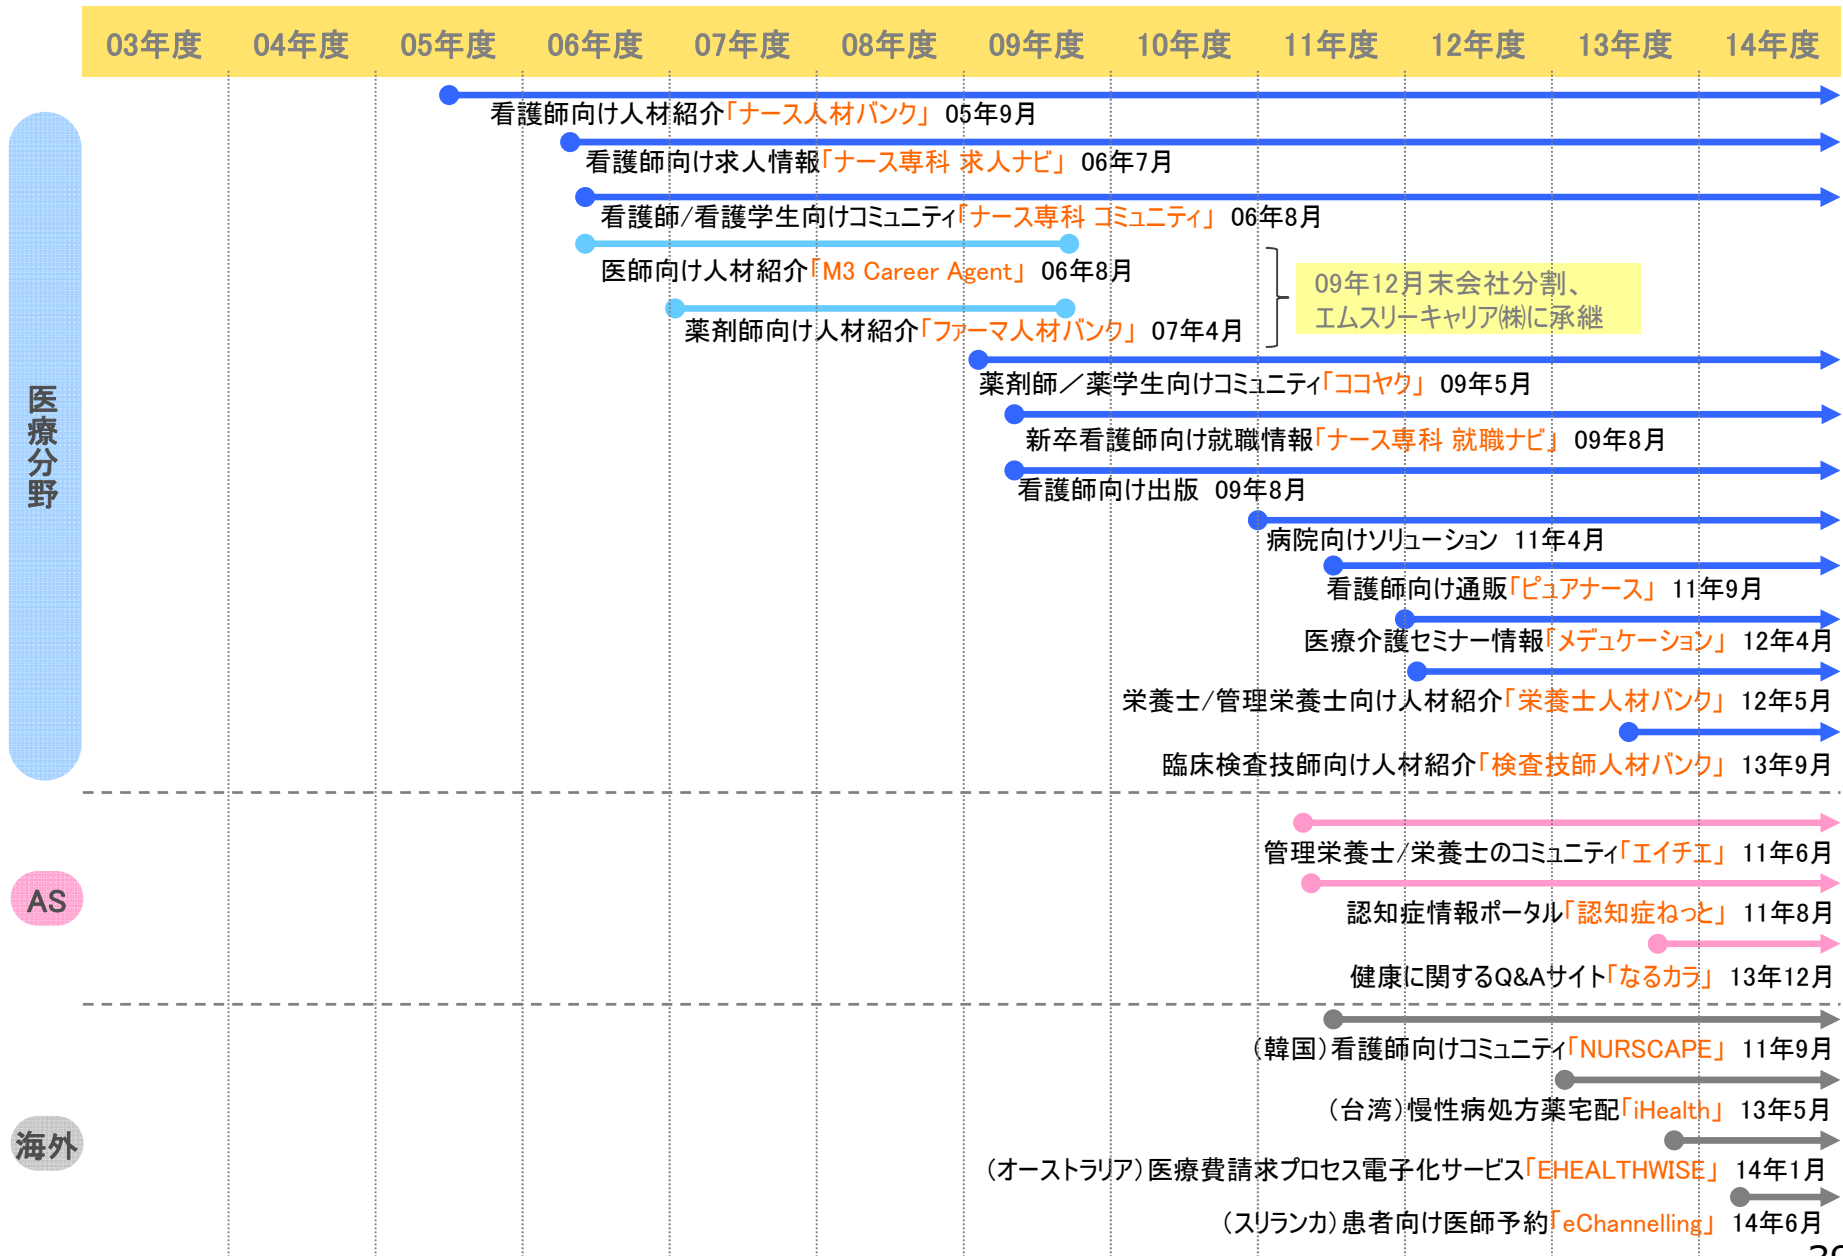 03年度 04年度 05年度 06年度 07年度 08年度 09年度 10年度 11年度 12年度 13年度 14年度
医療分野
看護師向け人材紹介「ナース人材バンク」 05年9月
看護師向け求人情報「ナース専科 求人ナビ」 06年7月
看護師/看護学生向けコミュニティ「ナース専科 コミュニティ」 06年8月
医師向け人材紹介「M3 Career Agent」 06年8月
薬剤師向け人材紹介「ファーマ人材バンク」 07年4月
09年12月末会社分割、
エムスリーキャリア㈱に承継
薬剤師／薬学生向けコミュニティ「ココヤク」 09年5月
新卒看護師向け就職情報「ナース専科 就職ナビ」 09年8月
看護師向け出版 09年8月
病院向けソリューション 11年4月
看護師向け通販「ピュアナース」 11年9月
医療介護セミナー情報「メデュケーション」 12年4月
栄養士/管理栄養士向け人材紹介「栄養士人材バンク」 12年5月
臨床検査技師向け人材紹介「検査技師人材バンク」 13年9月
AS
管理栄養士/栄養士のコミュニティ「エイチエ」 11年6月
認知症情報ポータル「認知症ねっと」 11年8月
健康に関するQ&Aサイト「なるカラ」 13年12月
海外
（韓国）看護師向けコミュニティ「NURSCAPE」 11年9月
（台湾）慢性病処方薬宅配「iHealth」 13年5月
（オーストラリア）医療費請求プロセス電子化サービス「EHEALTHWISE」 14年1月
（スリランカ）患者向け医師予約「eChannelling」 14年6月